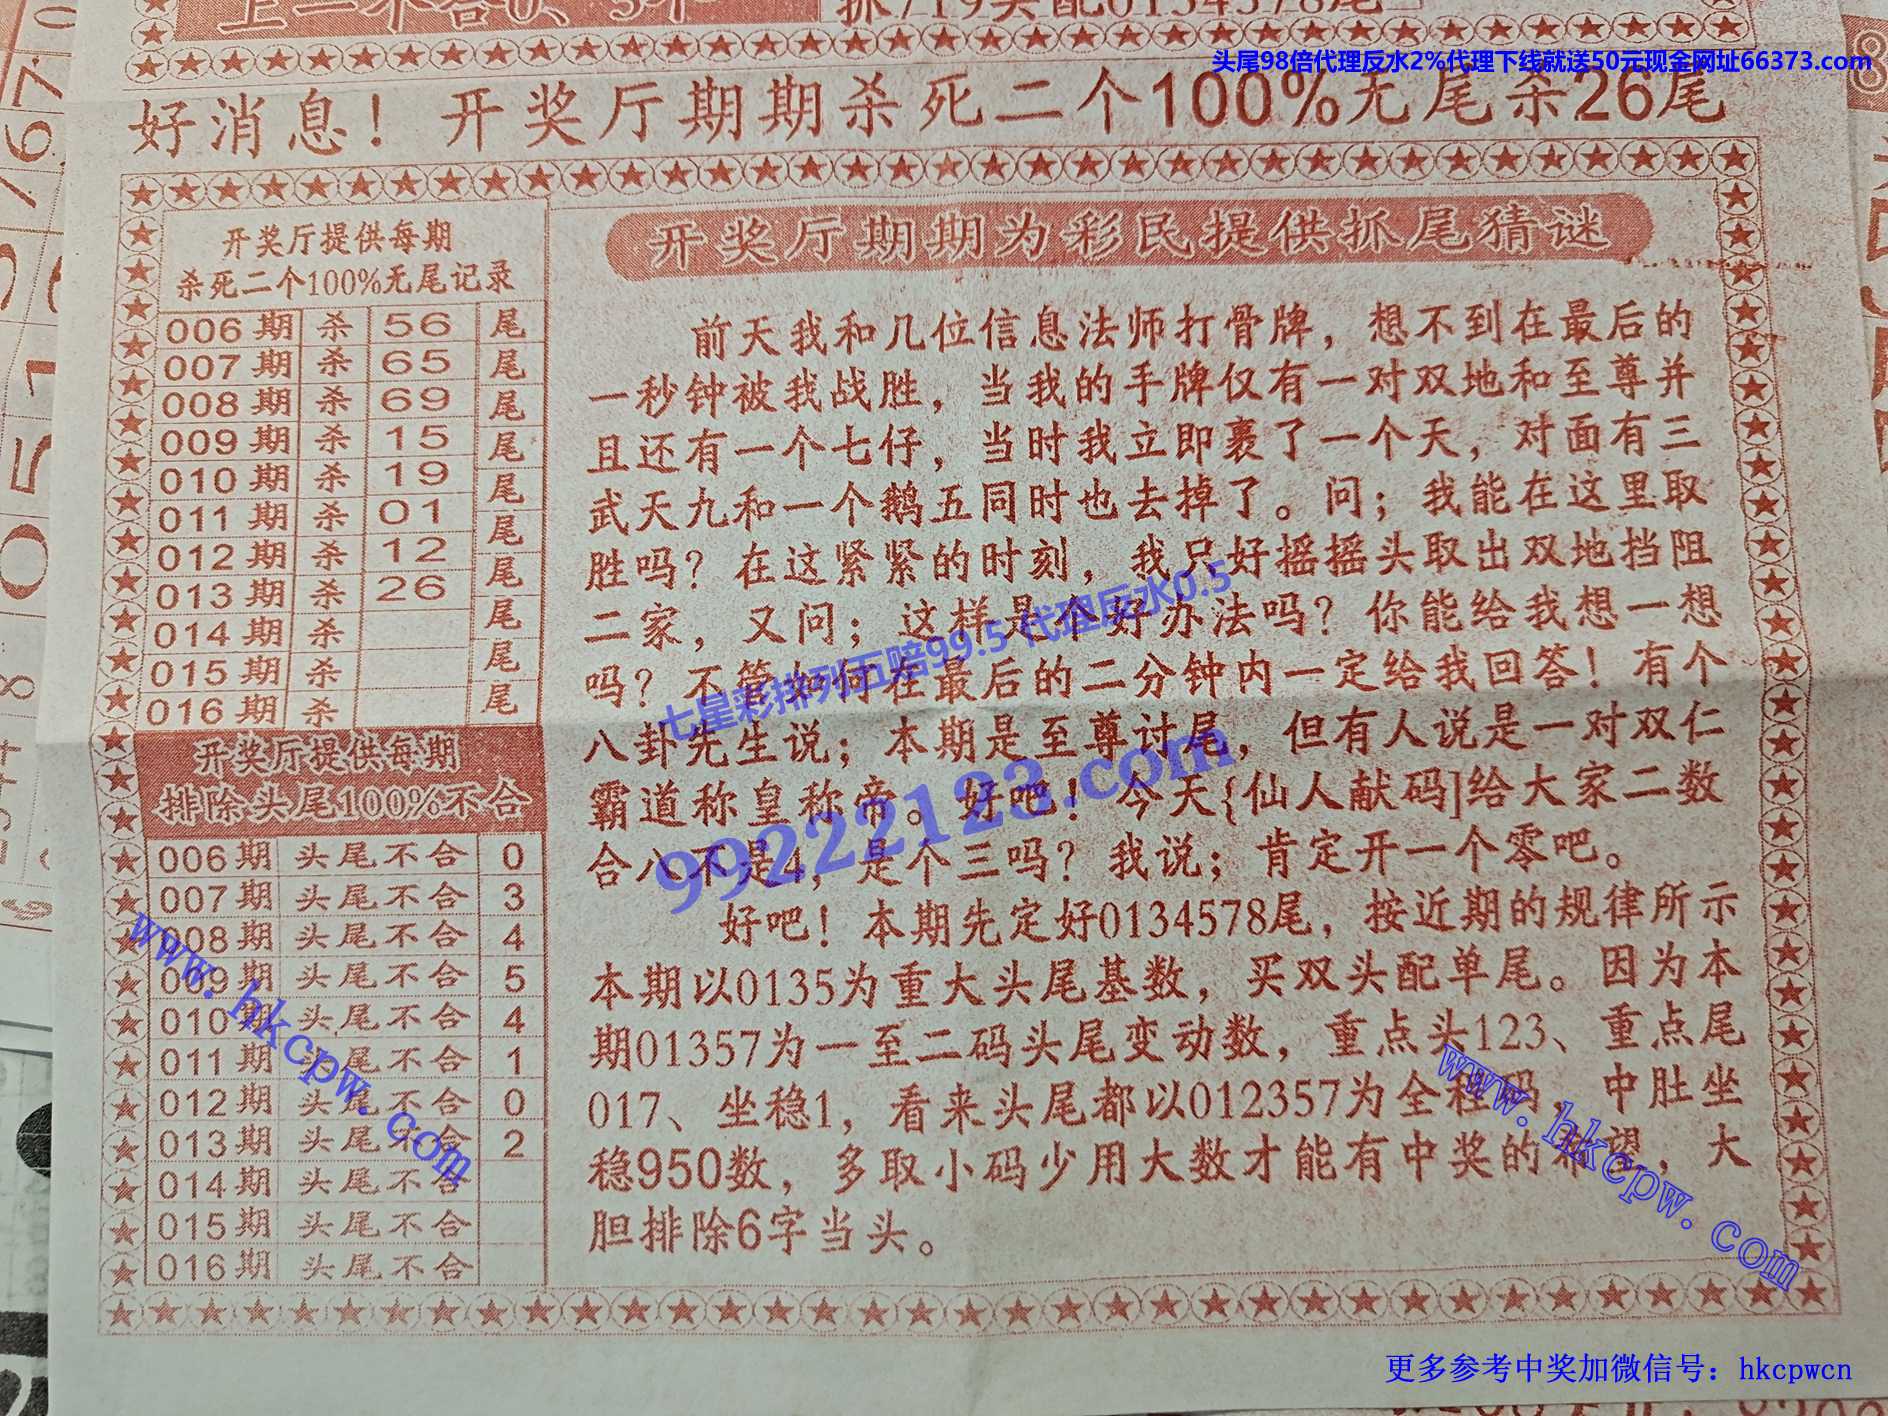 头尾98倍代理反水2%代理下线就送50元现金网址66373.com
好消息！开奖厅期期杀死二个100%无尾杀26尾
开奖厅提供每期
杀死二个100%无尾记录
006期 杀 56 尾
007期 杀 65 尾
008期 杀 69 尾
009期 杀 15 尾
010期 杀 19 尾
011期 杀 01 尾
012期 杀 12 尾
013期 杀 26 尾
014期 杀 尾
015期 杀 尾
016期 杀 尾
开奖厅提供每期
排除头尾100%不合
006期 头尾不合 0
007期 头尾不合 3
008期 头尾不合 4
009期 头尾不合 5
010期 头尾不合 4
011期 头尾不合 1
012期 头尾不合 0
013期 头尾不合 2
014期 头尾不合
015期 头尾不合
016期 头尾不合
开奖厅期期为彩民提供抓尾猜谜
前天我和几位信息法师打骨牌，想不到在最后的
一秒钟被我战胜，当我的手牌仅有一对双地和至尊并
且还有一个七仔，当时我立即裹了一个天，对面有三
武天九和一个鹅五同时也去掉了。问；我能在这里取
胜吗？在这紧紧的时刻，我只好摇摇头取出双地挡阻
二家，又问；这样是个好办法吗？你能给我想一想
吗？不管如何在最后的二分钟内一定给我回答！有个
八卦先生说；本期是至尊讨尾，但有人说是一对双仁
霸道称皇称帝。好吧！今天{仙人献码]给大家二数
合八不是4，是个三吗？我说；肯定开一个零吧。
好吧！本期先定好0134578尾，按近期的规律所示
本期以0135为重大头尾基数，买双头配单尾。因为本
期01357为一至二码头尾变动数，重点头123、重点尾
017、坐稳1，看来头尾都以012357为全程码，中肚坐
稳950数，多取小码少用大数才能有中奖的希望，大
胆排除6字当头。
七星彩排列五赔99.5 代理反水0.5
99222123.com
www.hkcpw.com
www.hkcpw.com
更多参考中奖加微信号：hkcpwcn